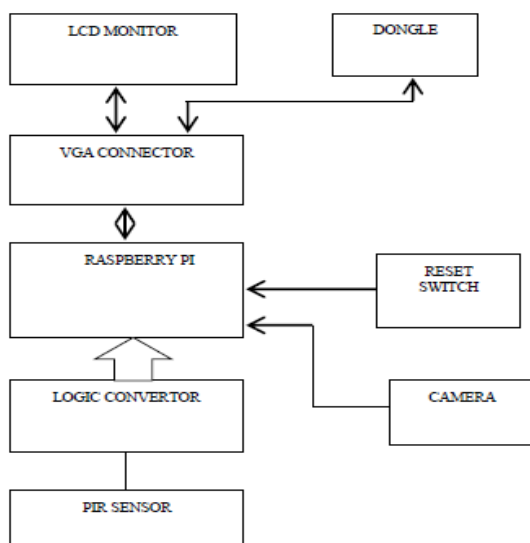 LCD MONITOR
DONGLE
VGA CONNECTOR
RASPBERRY PI
RESET
SWITCH
LOGIC CONVERTOR
CAMERA
PIR SENSOR